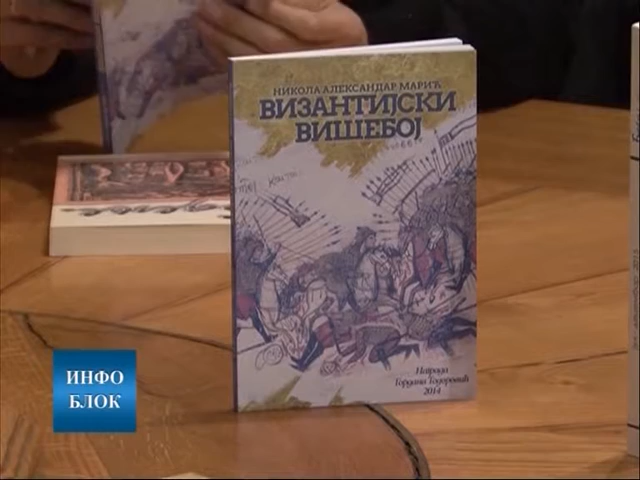 НИКОЛА АЛЕКСАНДАР МАРИЋ
ВИЗАНТИЈСКИ
ВИШЕБОЈ
Награда
Гордана Тодоровић
2014
ИНФО
БЛОК